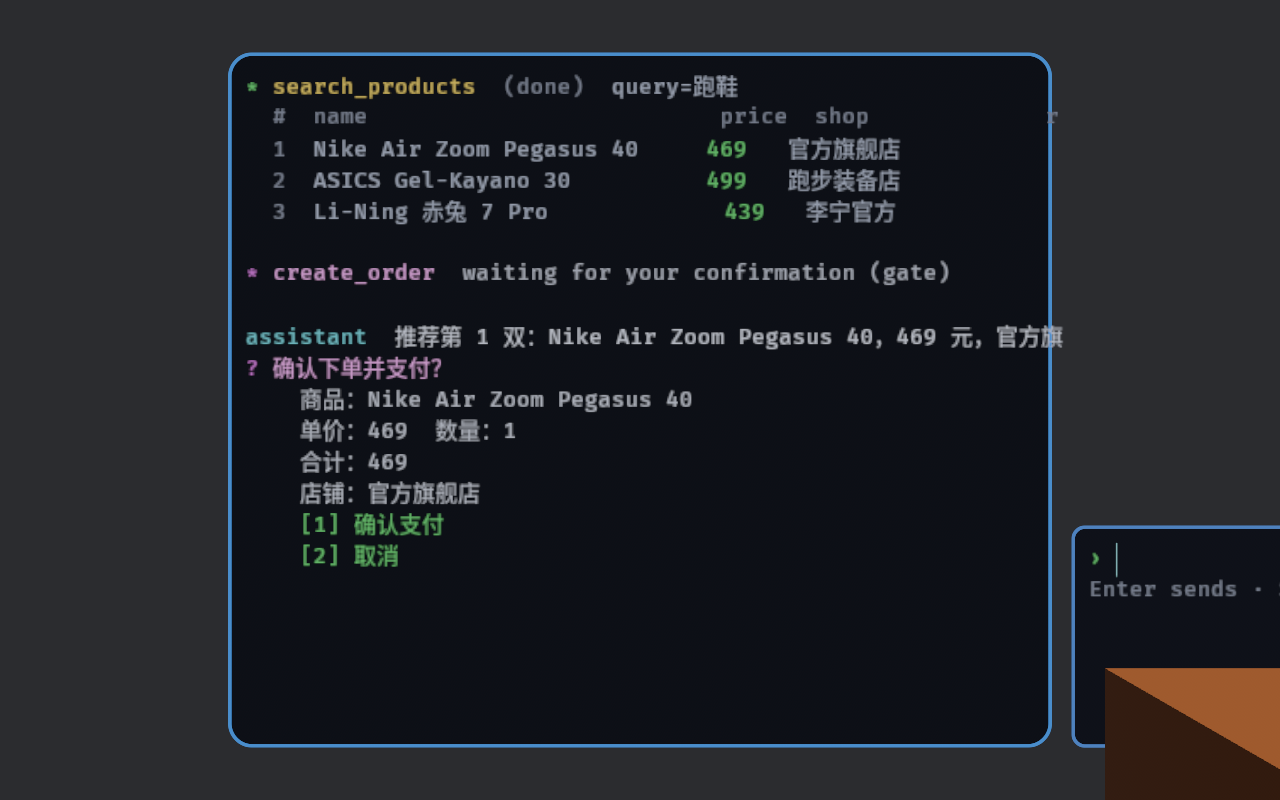 * search_products (done) query=跑鞋
# name price shop r
1 Nike Air Zoom Pegasus 40 469 官方旗舰店
2 ASICS Gel-Kayano 30 499 跑步装备店
3 Li-Ning 赤兔 7 Pro 439 李宁官方
* create_order waiting for your confirmation (gate)
assistant 推荐第 1 双：Nike Air Zoom Pegasus 40，469 元，官方旗
? 确认下单并支付？
商品：Nike Air Zoom Pegasus 40
单价：469 数量：1
合计：469
店铺：官方旗舰店
[1] 确认支付
[2] 取消
›
Enter sends ·